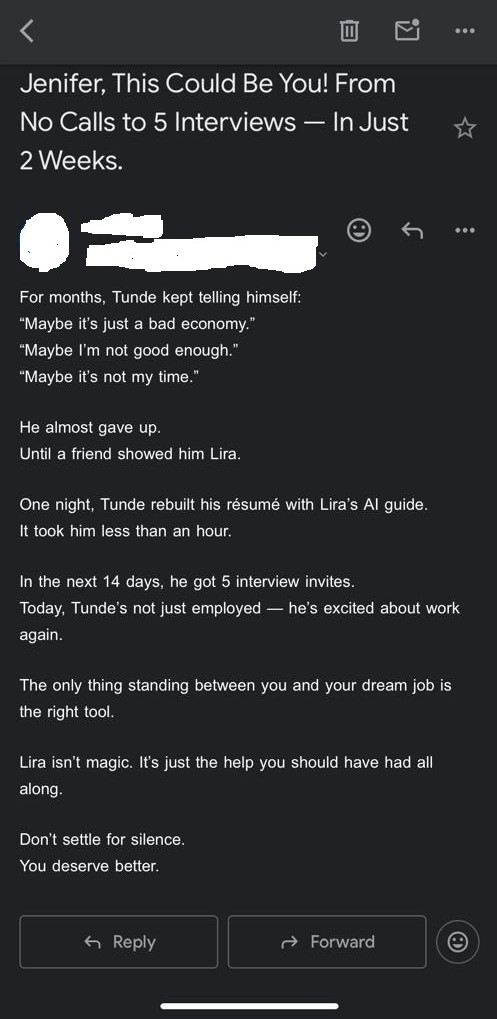 Jenifer, This Could Be You! From
No Calls to 5 Interviews — In Just
2 Weeks.
For months, Tunde kept telling himself:
“Maybe it’s just a bad economy.”
“Maybe I’m not good enough.”
“Maybe it’s not my time.”
He almost gave up.
Until a friend showed him Lira.
One night, Tunde rebuilt his résumé with Lira’s AI guide.
It took him less than an hour.
In the next 14 days, he got 5 interview invites.
Today, Tunde’s not just employed — he’s excited about work
again.
The only thing standing between you and your dream job is
the right tool.
Lira isn’t magic. It’s just the help you should have had all
along.
Don’t settle for silence.
You deserve better.
Reply
Forward